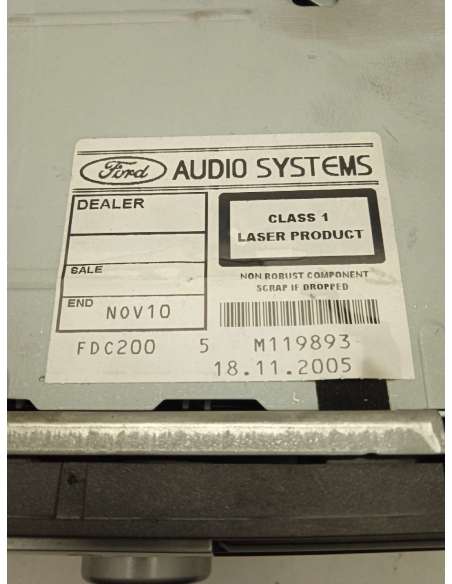 Ford AUDIO SYSTEMS
DEALER
CLASS 1
LASER PRODUCT
SALE
NON ROBUST COMPONENT
SCRAP IF DROPPED
END NOV10
FDC200 5 M119893
18.11.2005